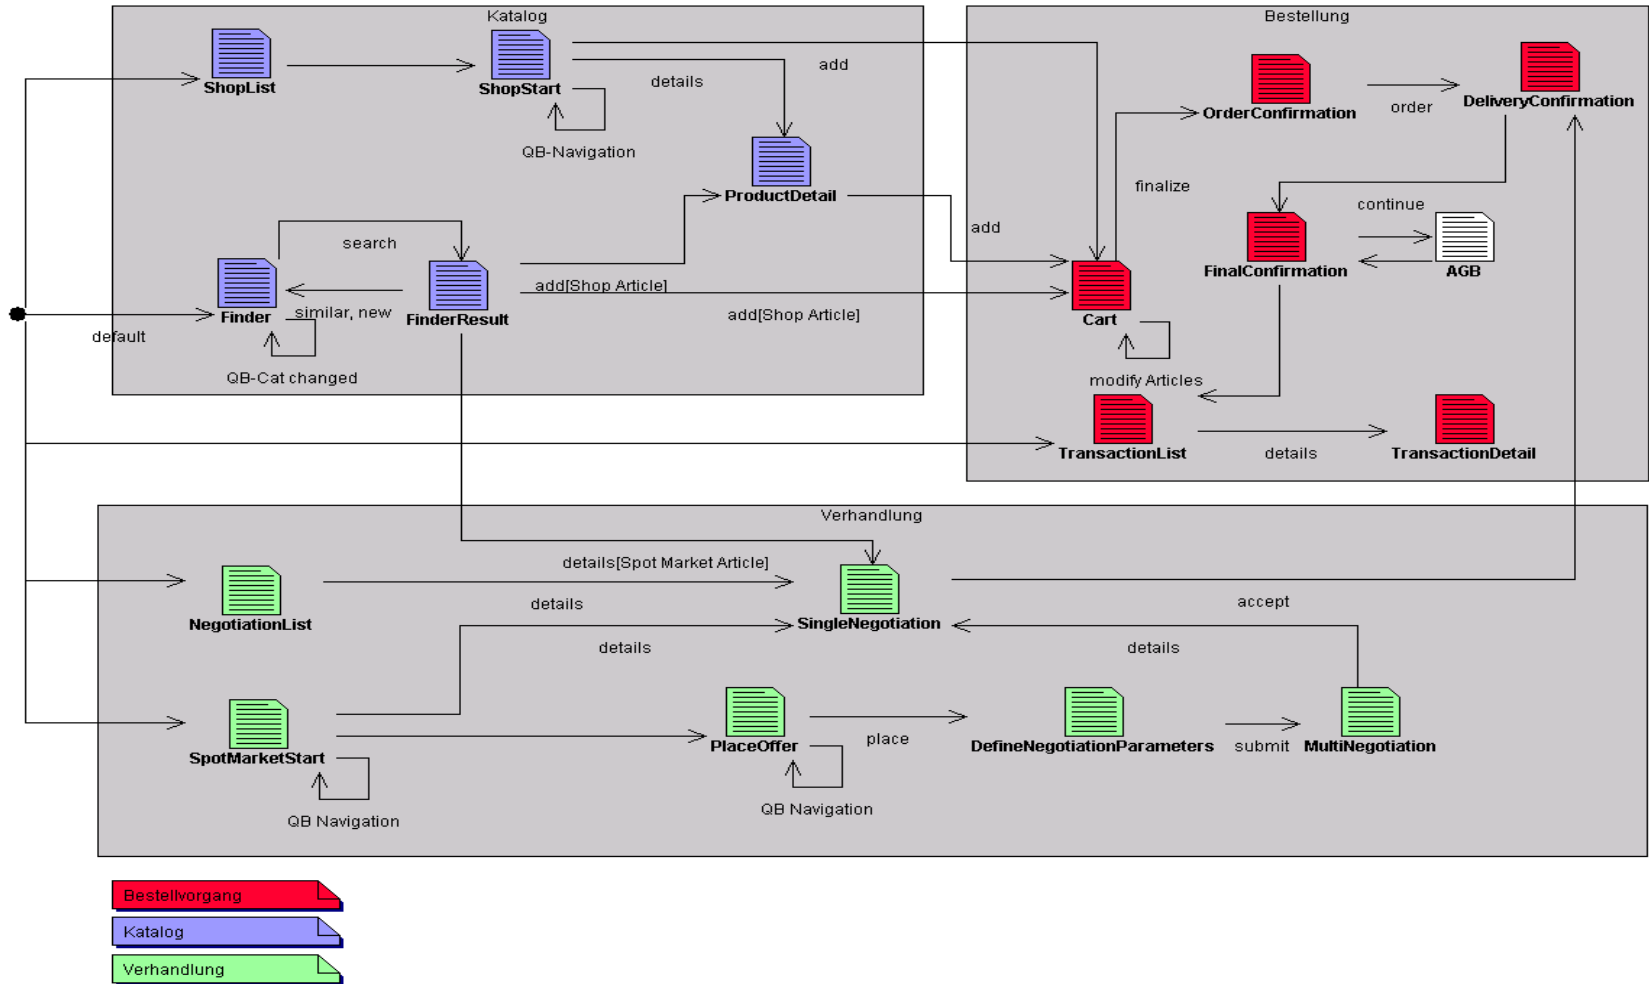 Katalog
Bestellung
ShopList
ShopStart
add
details
QB-Navigation
ProductDetail
OrderConfirmation
order
DeliveryConfirmation
finalize
continue
add
FinalConfirmation
AGB
search
Finder
similar, new
FinderResult
add[Shop Article]
add[Shop Article]
Cart
default
QB-Cat changed
modify Articles
TransactionList
details
TransactionDetail
Verhandlung
details[Spot Market Article]
NegotiationList
details
SingleNegotiation
accept
details
details
SpotMarketStart
PlaceOffer
place
DefineNegotiationParameters
submit
MultiNegotiation
QB Navigation
QB Navigation
Bestellvorgang
Katalog
Verhandlung